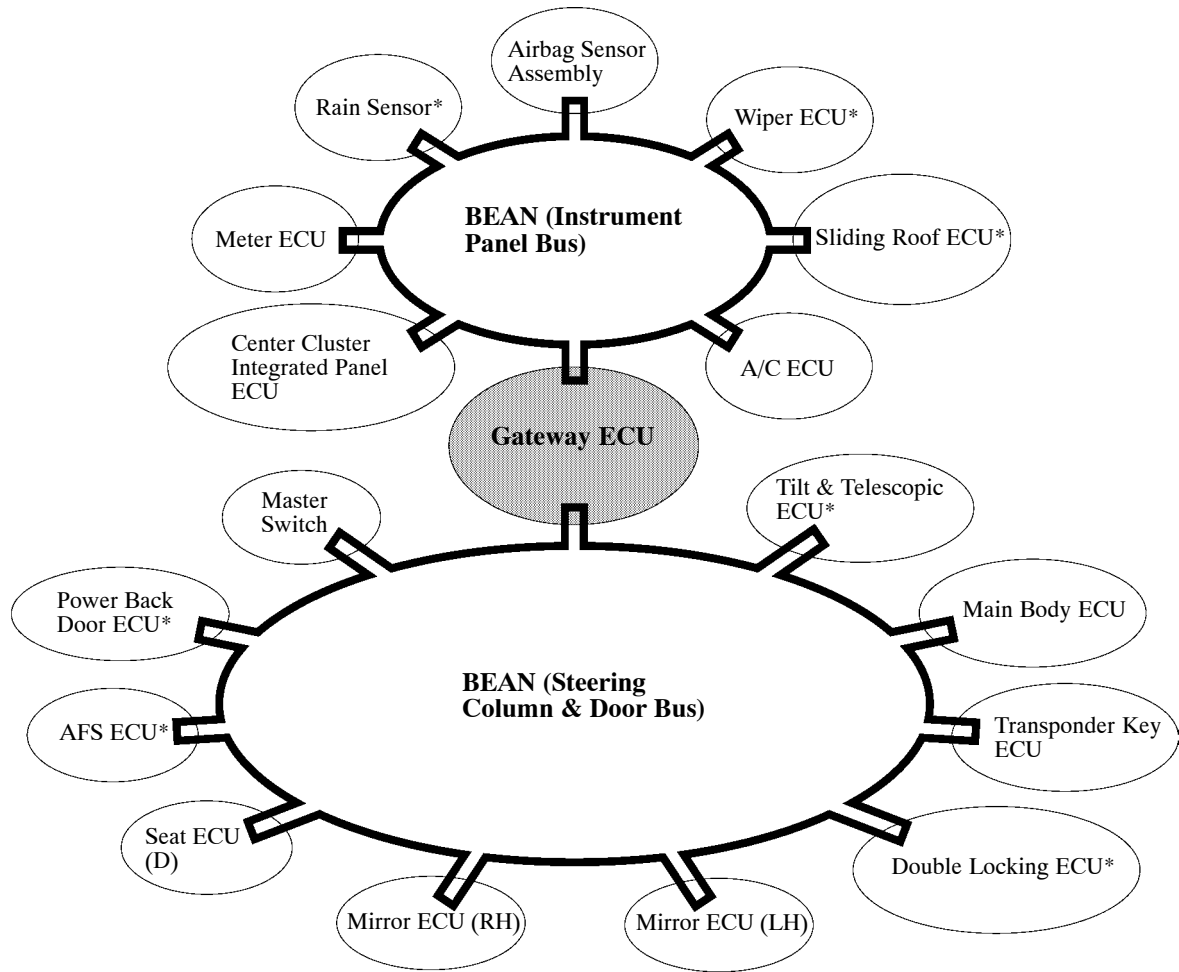 Airbag Sensor
Assembly
Rain Sensor*
Wiper ECU*
BEAN (Instrument
Panel Bus)
Meter ECU
Sliding Roof ECU*
Center Cluster
Integrated Panel
ECU
A/C ECU
Gateway ECU
Master
Switch
Tilt & Telescopic
ECU*
Power Back
Door ECU*
Main Body ECU
BEAN (Steering
Column & Door Bus)
AFS ECU*
Transponder Key
ECU
Seat ECU
(D)
Double Locking ECU*
Mirror ECU (RH)
Mirror ECU (LH)